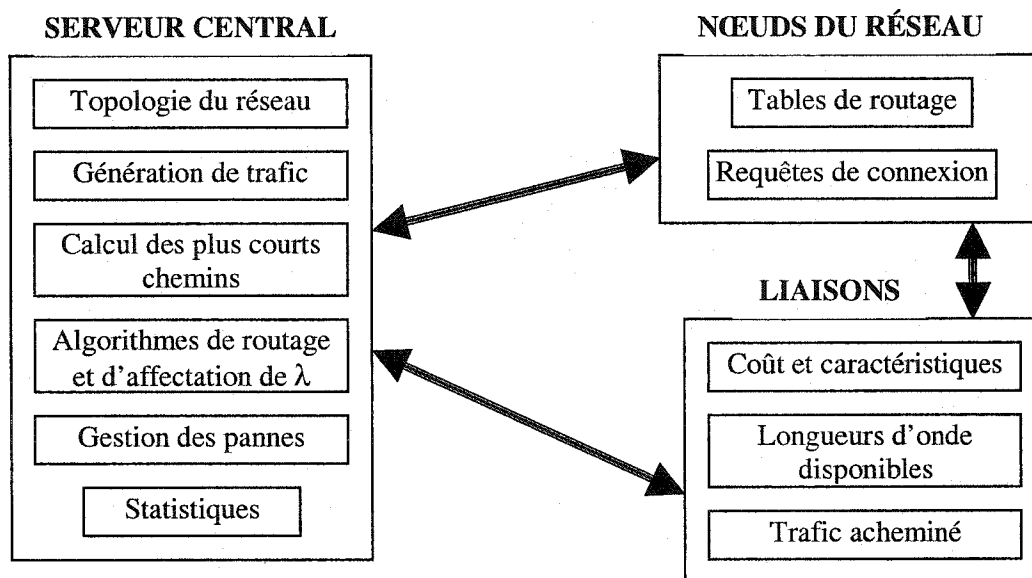 SERVEUR CENTRAL
Topologie du réseau
Génération de trafic
Calcul des plus courts
chemins
Algorithmes de routage
et d'affectation de λ
Gestion des pannes
Statistiques
NŒUDS DU RÉSEAU
Tables de routage
Requêtes de connexion
LIAISONS
Coût et caractéristiques
Longueurs d'onde
disponibles
Trafic acheminé